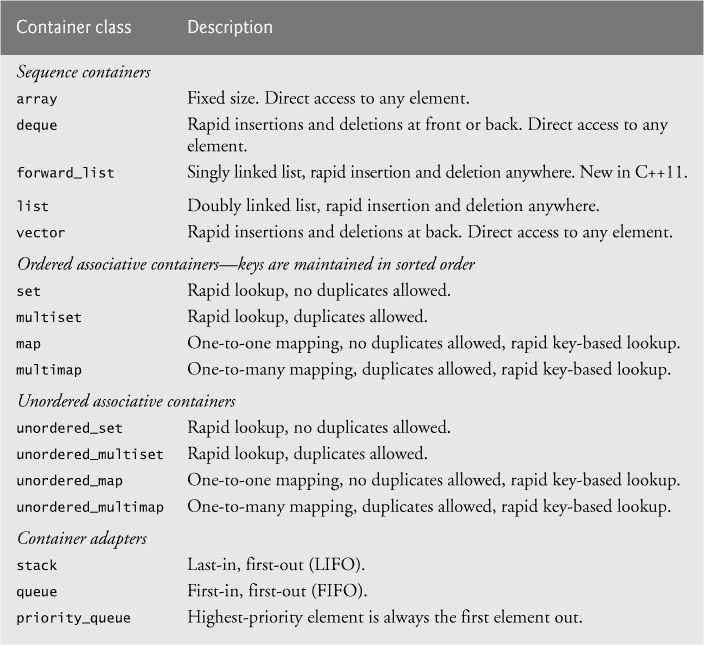 Container class Description
Sequence containers
array Fixed size. Direct access to any element.
deque Rapid insertions and deletions at front or back. Direct access to any
element.
forward_list Singly linked list, rapid insertion and deletion anywhere. New in C++11.
list Doubly linked list, rapid insertion and deletion anywhere.
vector Rapid insertions and deletions at back. Direct access to any element.
Ordered associative containers—keys are maintained in sorted order
set Rapid lookup, no duplicates allowed.
multiset Rapid lookup, duplicates allowed.
map One-to-one mapping, no duplicates allowed, rapid key-based lookup.
multimap One-to-many mapping, duplicates allowed, rapid key-based lookup.
Unordered associative containers
unordered_set Rapid lookup, no duplicates allowed.
unordered_multiset Rapid lookup, duplicates allowed.
unordered_map One-to-one mapping, no duplicates allowed, rapid key-based lookup.
unordered_multimap One-to-many mapping, duplicates allowed, rapid key-based lookup.
Container adapters
stack Last-in, first-out (LIFO).
queue First-in, first-out (FIFO).
priority_queue Highest-priority element is always the first element out.